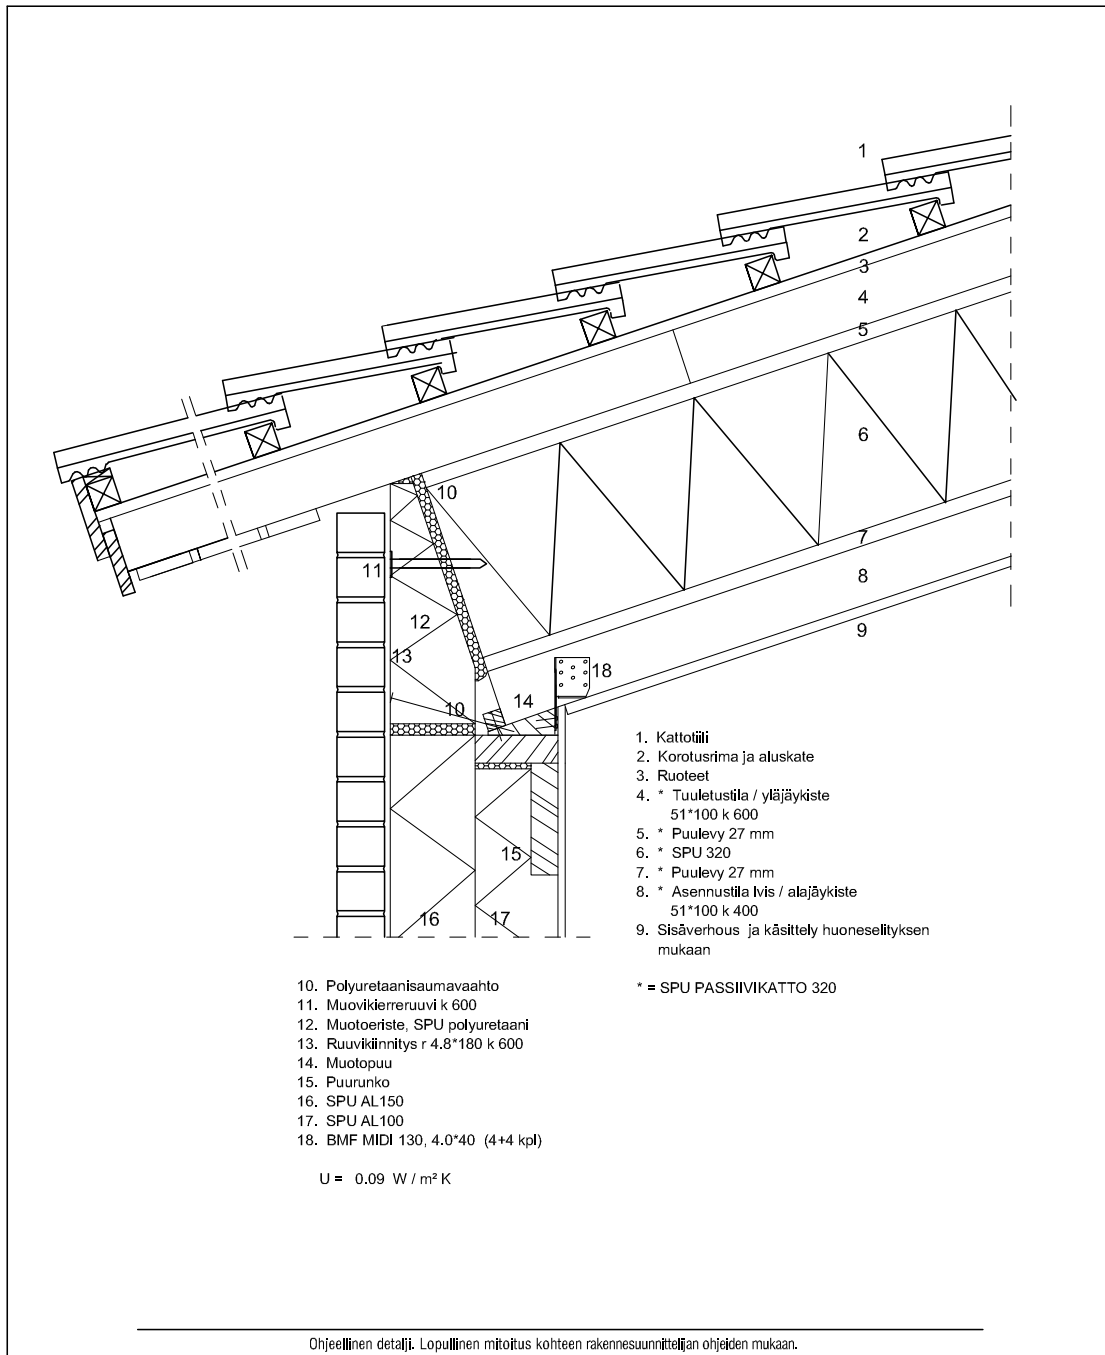 1
2
3
4
5
6
7
8
9
10
11
12
13
10
14
18
15
16
17
1. Kattotiili
2. Korotusrima ja aluskate
3. Ruoteet
4. * Tuuletustila / yläjäykiste
51*100 k 600
5. * Puulevy 27 mm
6. * SPU 320
7. * Puulevy 27 mm
8. * Asennustila lvis / alajäykiste
51*100 k 400
9. Sisäverhous ja käsittely huoneselityksen
mukaan
* = SPU PASSIIVIKATTO 320
10. Polyuretaanisaumavaahto
11. Muovikierreruuvi k 600
12. Muotoeriste, SPU polyuretaani
13. Ruuvikiinnitys r 4.8*180 k 600
14. Muotopuu
15. Puurunko
16. SPU AL150
17. SPU AL100
18. BMF MIDI 130, 4.0*40 (4+4 kpl)
U = 0.09 W / m² K
Ohjeellinen detalji. Lopullinen mitoitus kohteen rakennesuunnittelijan ohjeiden mukaan.